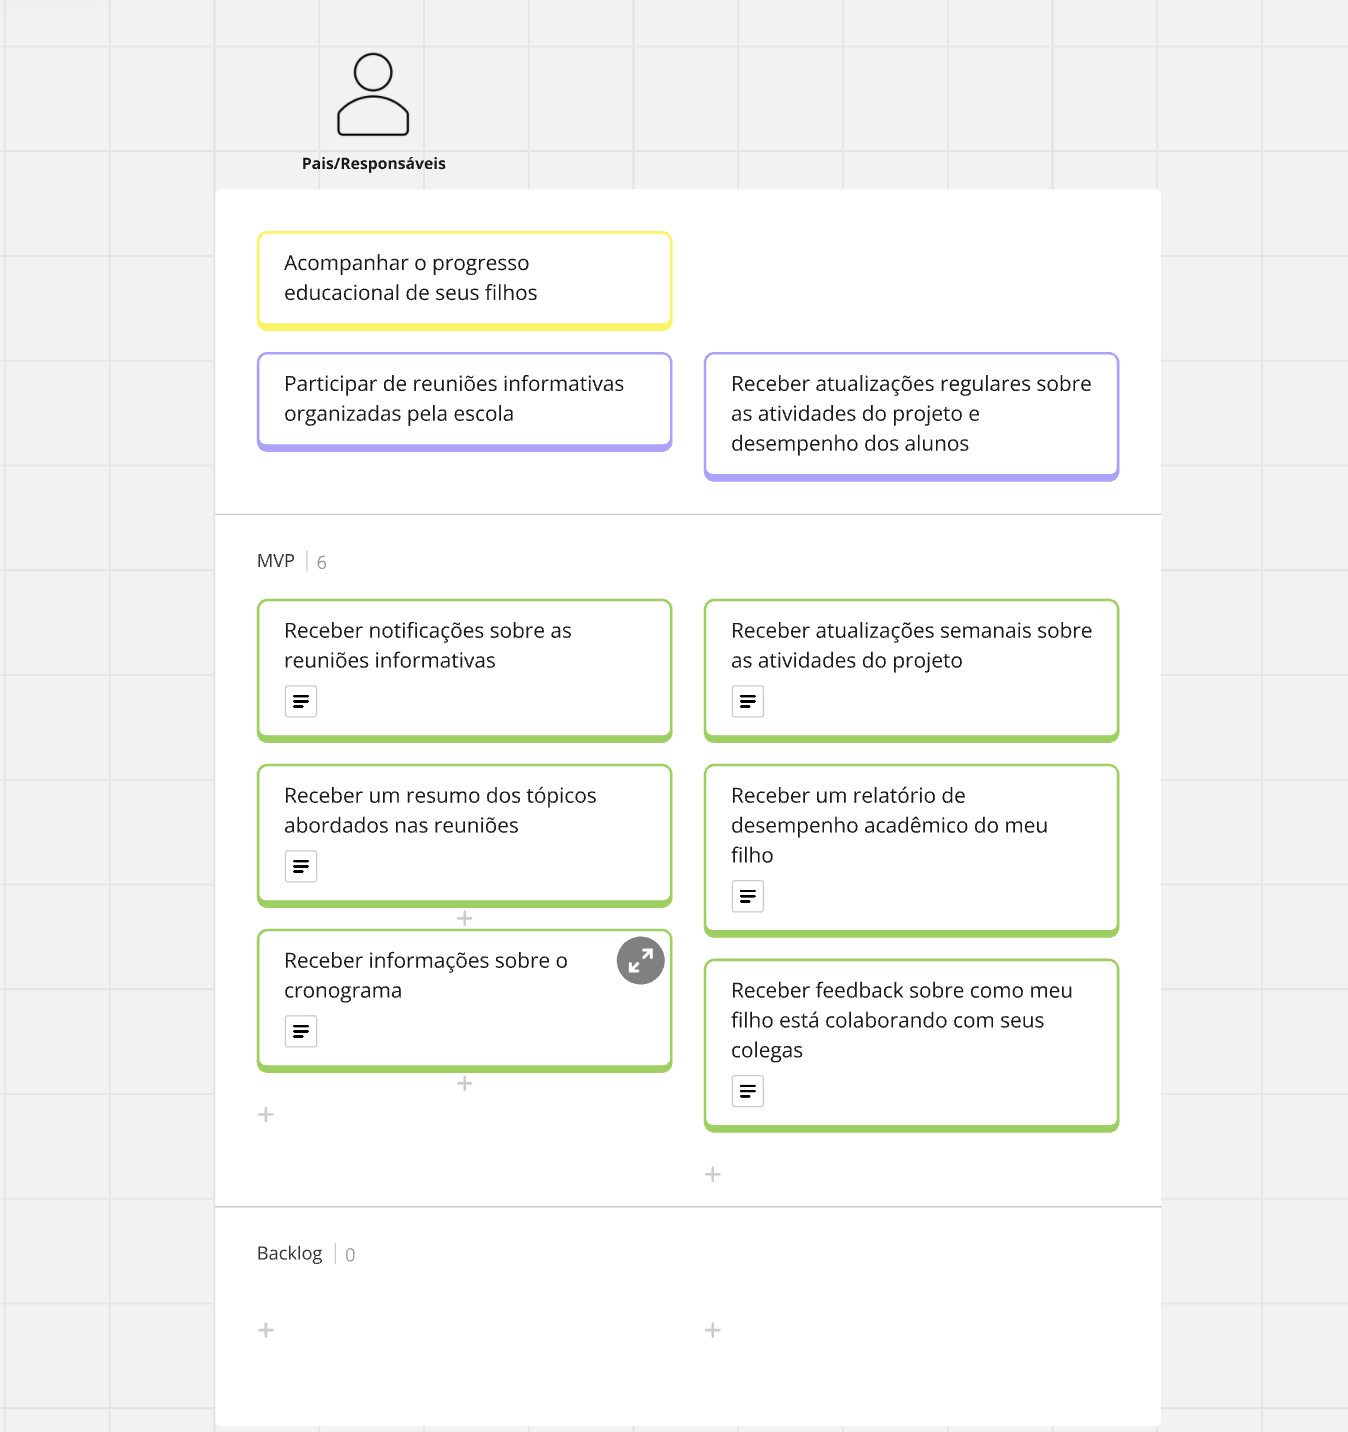 Pais/Responsáveis
Acompanhar o progresso
educacional de seus filhos
Participar de reuniões informativas
organizadas pela escola
Receber atualizações regulares sobre
as atividades do projeto e
desempenho dos alunos
MVP 6
Receber notificações sobre as
reuniões informativas
Receber atualizações semanais sobre
as atividades do projeto
Receber um resumo dos tópicos
abordados nas reuniões
Receber um relatório de
desempenho acadêmico do meu
filho
Receber informações sobre o
cronograma
Receber feedback sobre como meu
filho está colaborando com seus
colegas
Backlog 0